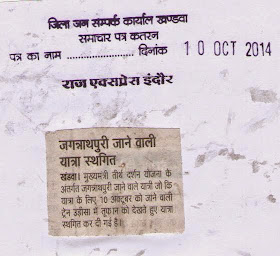 जिला जन सम्पर्क कार्याल खण्डवा
समाचार पत्र कतरन
पत्र का नाम ........................ दिनांक 10 OCT 2014
राज एक्सप्रेस इंदौर
जगन्नाथपुरी जाने वाली
यात्रा स्थगित
खंडवा। मुख्यमंत्री तीर्थ दर्शन योजना के
अंतर्गत जगन्नाथपुरी जाने वाले यात्री जो कि
यात्रा के लिए 10 अक्टूबर को जाने वाली
ट्रेन उड़ीसा में तूफान को देखते हुए यात्रा
स्थगित कर दी गई है।